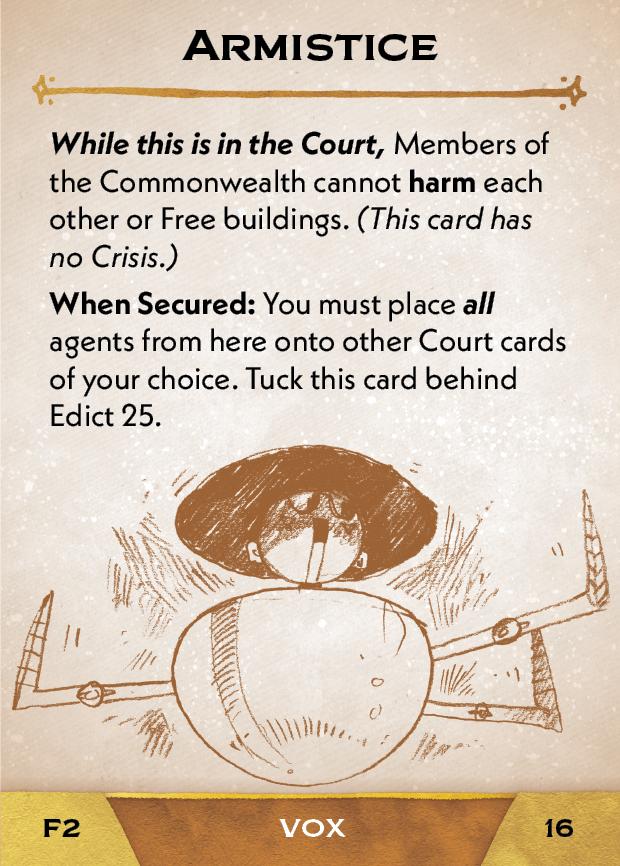 ARMISTICE
While this is in the Court, Members of
the Commonwealth cannot harm each
other or Free buildings. (This card has
no Crisis.)
When Secured: You must place all
agents from here onto other Court cards
of your choice. Tuck this card behind
Edict 25.
F2 VOX 16